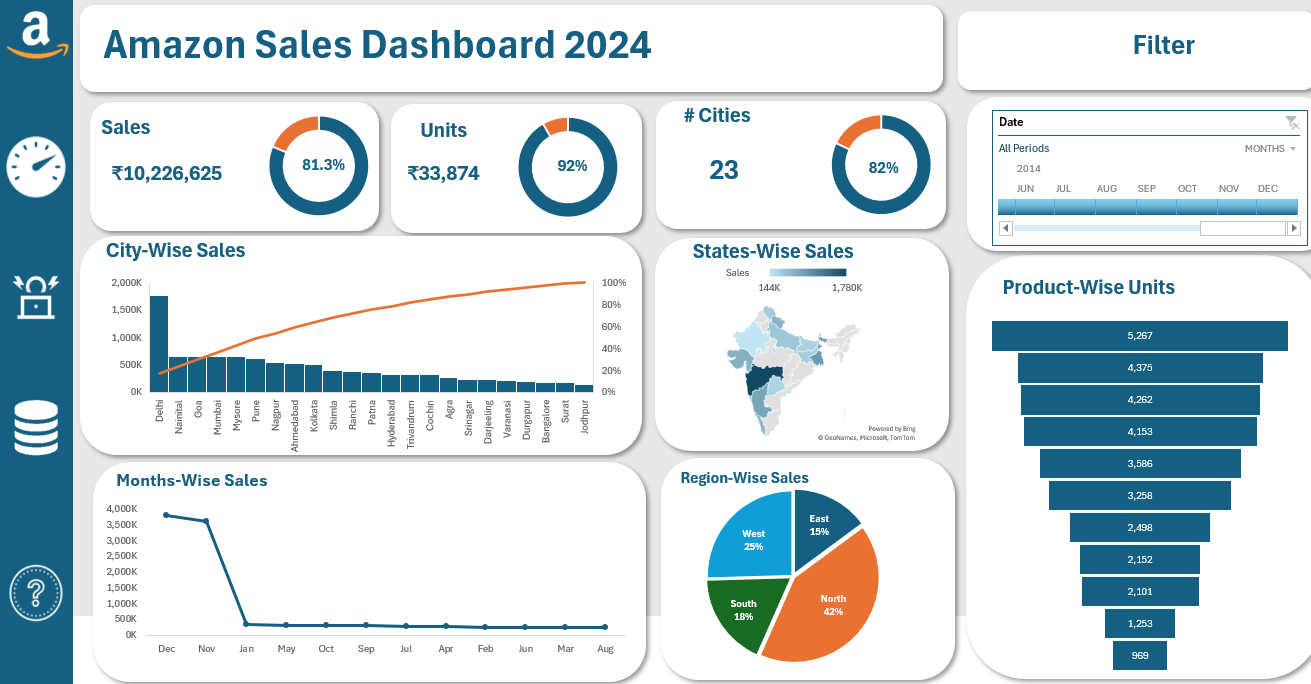 a
Amazon Sales Dashboard 2024
Filter
Sales
₹10,226,625
81.3%
Units
₹33,874
92%
# Cities
23
82%
Date
All Periods
MONTHS
2014
JUN JUL AUG SEP OCT NOV DEC
City-Wise Sales
2,000K
1,500K
1,000K
500K
0K
100%
80%
60%
40%
20%
0%
Delhi
Nainital
Goa
Mumbai
Mysore
Pune
Nagpur
Ahmedabad
Kolkata
Shimla
Ranchi
Patna
Hyderabad
Trivandrum
Cochin
Agra
Srinagar
Darjeeling
Varanasi
Durgapur
Bangalore
Surat
Jodhpur
States-Wise Sales
Sales
144K 1,780K
Powered by Bing
© GeoNames, Microsoft, TomTom
Product-Wise Units
5,267
4,375
4,262
4,153
3,586
3,258
2,498
2,152
2,101
1,253
969
Months-Wise Sales
4,000K
3,500K
3,000K
2,500K
2,000K
1,500K
1,000K
500K
0K
Dec Nov Jan May Oct Sep Jul Apr Feb Jun Mar Aug
Region-Wise Sales
East
15%
West
25%
North
42%
South
18%
?